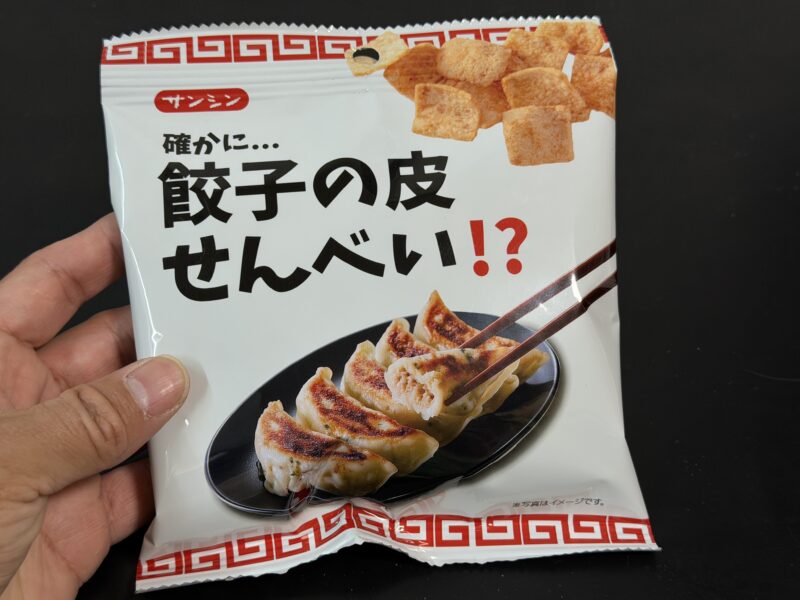 サンシン
確かに...
餃子の皮
せんべい!?
※写真はイメージです。